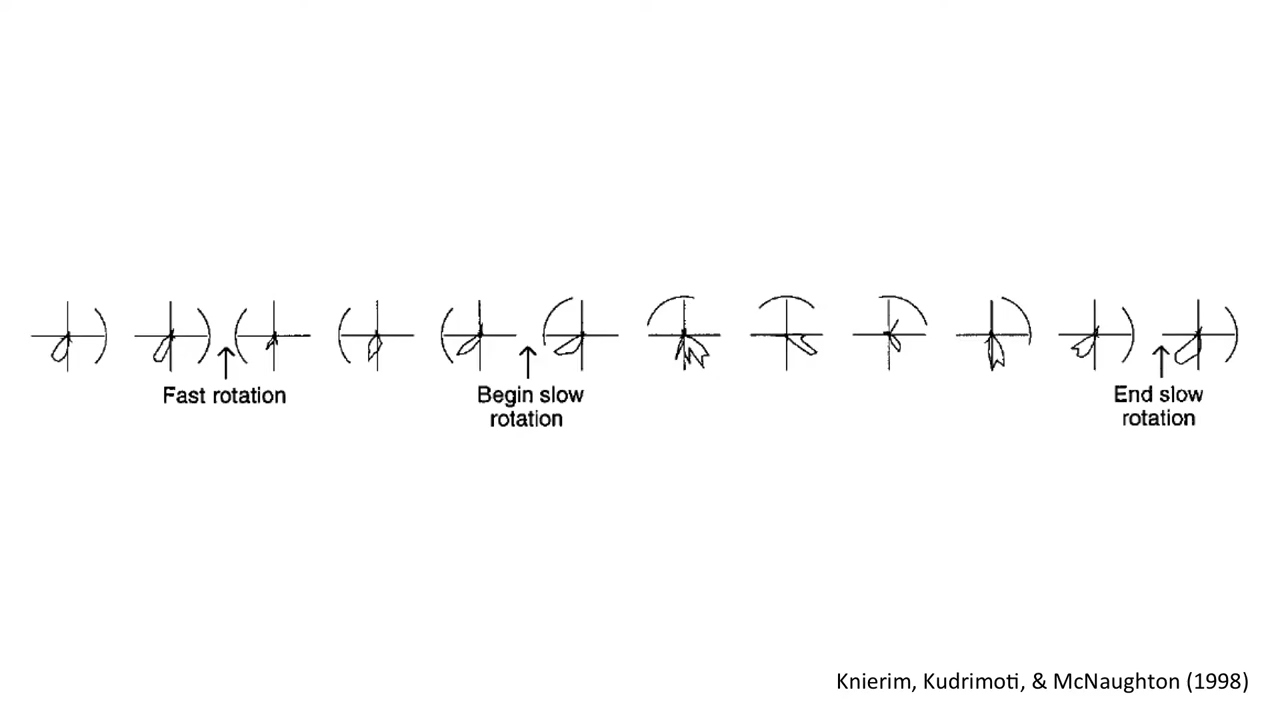 Fast rotation
Begin slow
rotation
End slow
rotation
Knierim, Kudrimoti, & McNaughton (1998)